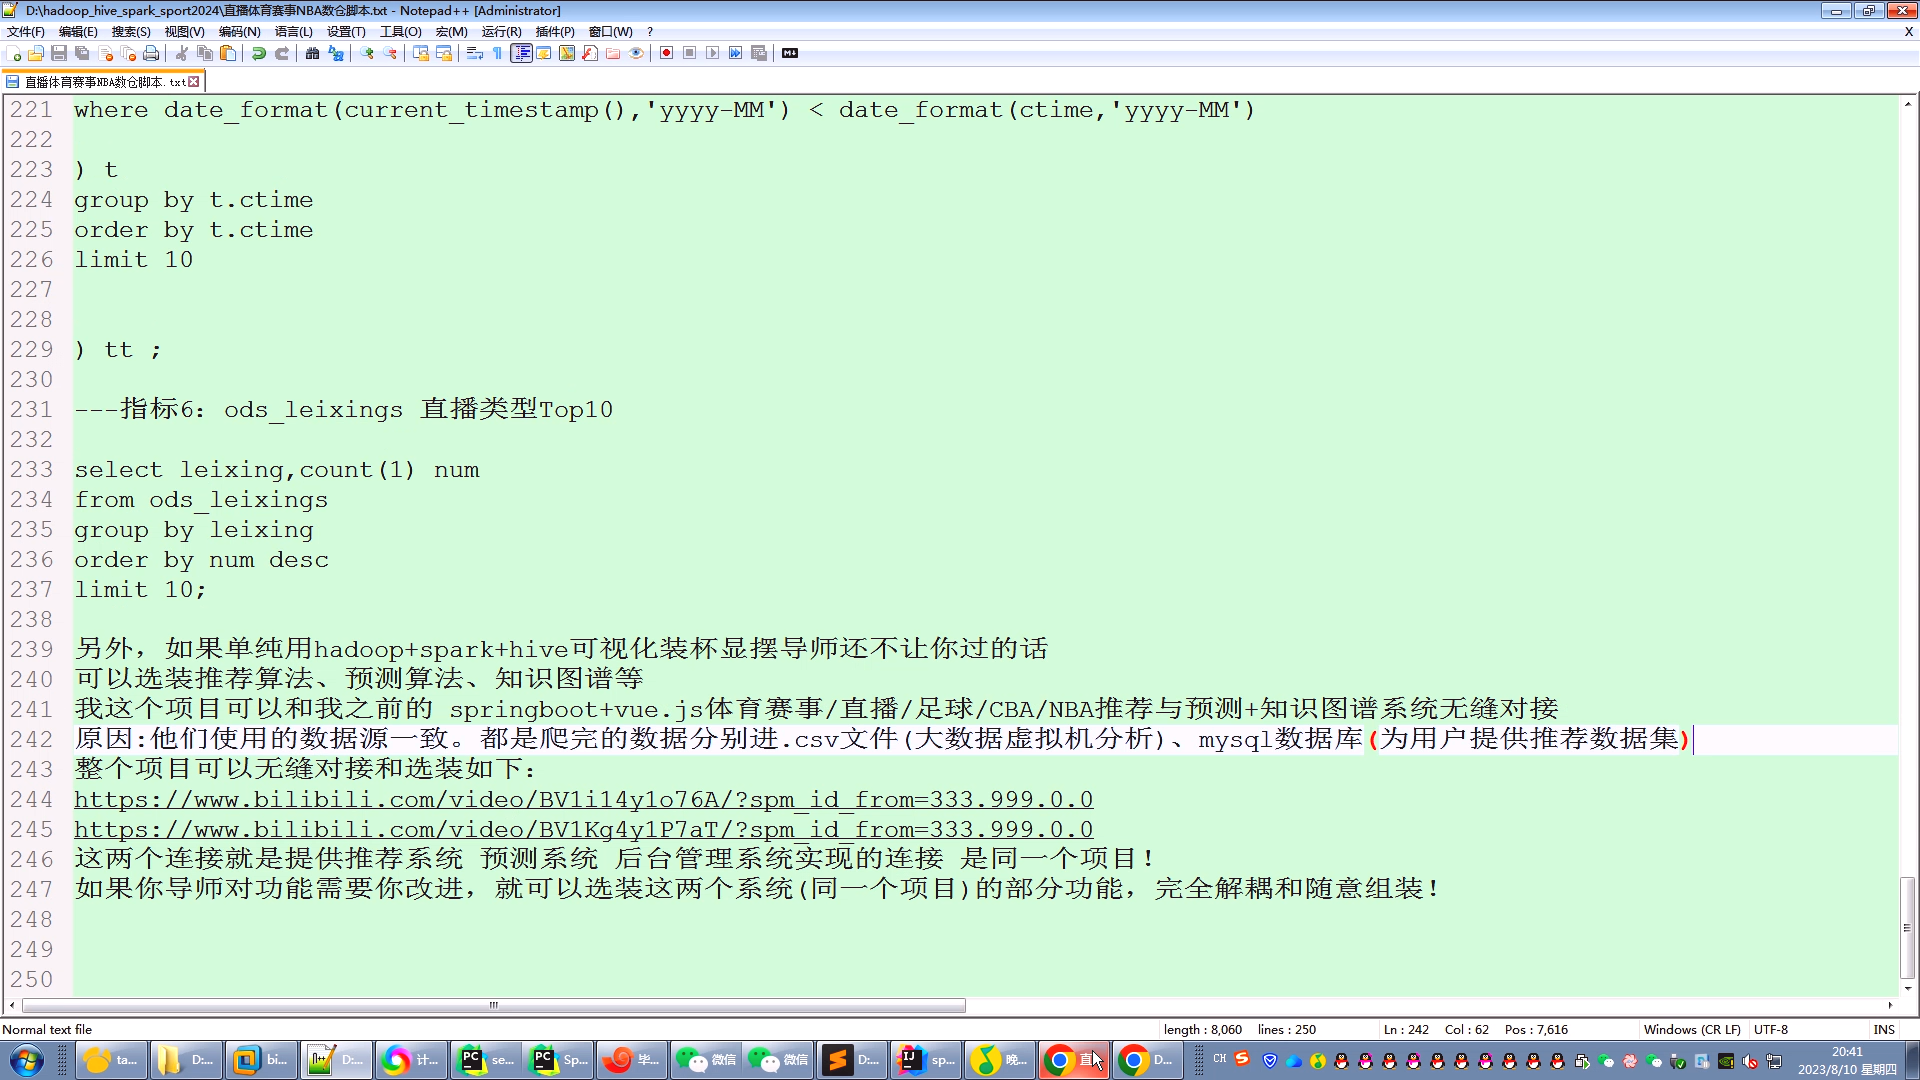 D:\hadoop_hive_spark_sport2024\直播体育赛事NBA数仓脚本.txt - Notepad++ [Administrator]
文件(F) 编辑(E) 搜索(S) 视图(V) 编码(N) 语言(L) 设置(T) 工具(O) 宏(M) 运行(R) 插件(P) 窗口(W) ? X
直播体育赛事NBA数仓脚本.txt
221 where date_format(current_timestamp(),'yyyy-MM') < date_format(ctime,'yyyy-MM')
222
223 ) t
224 group by t.ctime
225 order by t.ctime
226 limit 10
227
228
229 ) tt ;
230
231 ---指标6: ods_leixings 直播类型Top10
232
233 select leixing,count(1) num
234 from ods_leixings
235 group by leixing
236 order by num desc
237 limit 10;
238
239 另外，如果单纯用hadoop+spark+hive可视化装杯显摆导师还不让你过的话
240 可以选装推荐算法、预测算法、知识图谱等
241 我这个项目可以和我之前的 springboot+vue.js体育赛事/直播/足球/CBA/NBA推荐与预测+知识图谱系统无缝对接
242 原因:他们使用的数据源一致。都是爬完的数据分别进.csv文件(大数据虚拟机分析)、mysql数据库(为用户提供推荐数据集)
243 整个项目可以无缝对接和选装如下:
244 https://www.bilibili.com/video/BV1i14y1o76A/?spm_id_from=333.999.0.0
245 https://www.bilibili.com/video/BV1Kg4y1P7aT/?spm_id_from=333.999.0.0
246 这两个连接就是提供推荐系统 预测系统 后台管理系统实现的连接 是同一个项目!
247 如果你导师对功能需要你改进，就可以选装这两个系统(同一个项目)的部分功能，完全解耦和随意组装!
248
249
250
Normal text file length : 8,060 lines : 250 Ln : 242 Col : 62 Pos : 7,616 Windows (CR LF) UTF-8 INS
ta... D:... bi... D:... 计... se... Sp... 毕... 微信 微信 D:... sp... 晚... 直 D... CH 20:41
2023/8/10 星期四